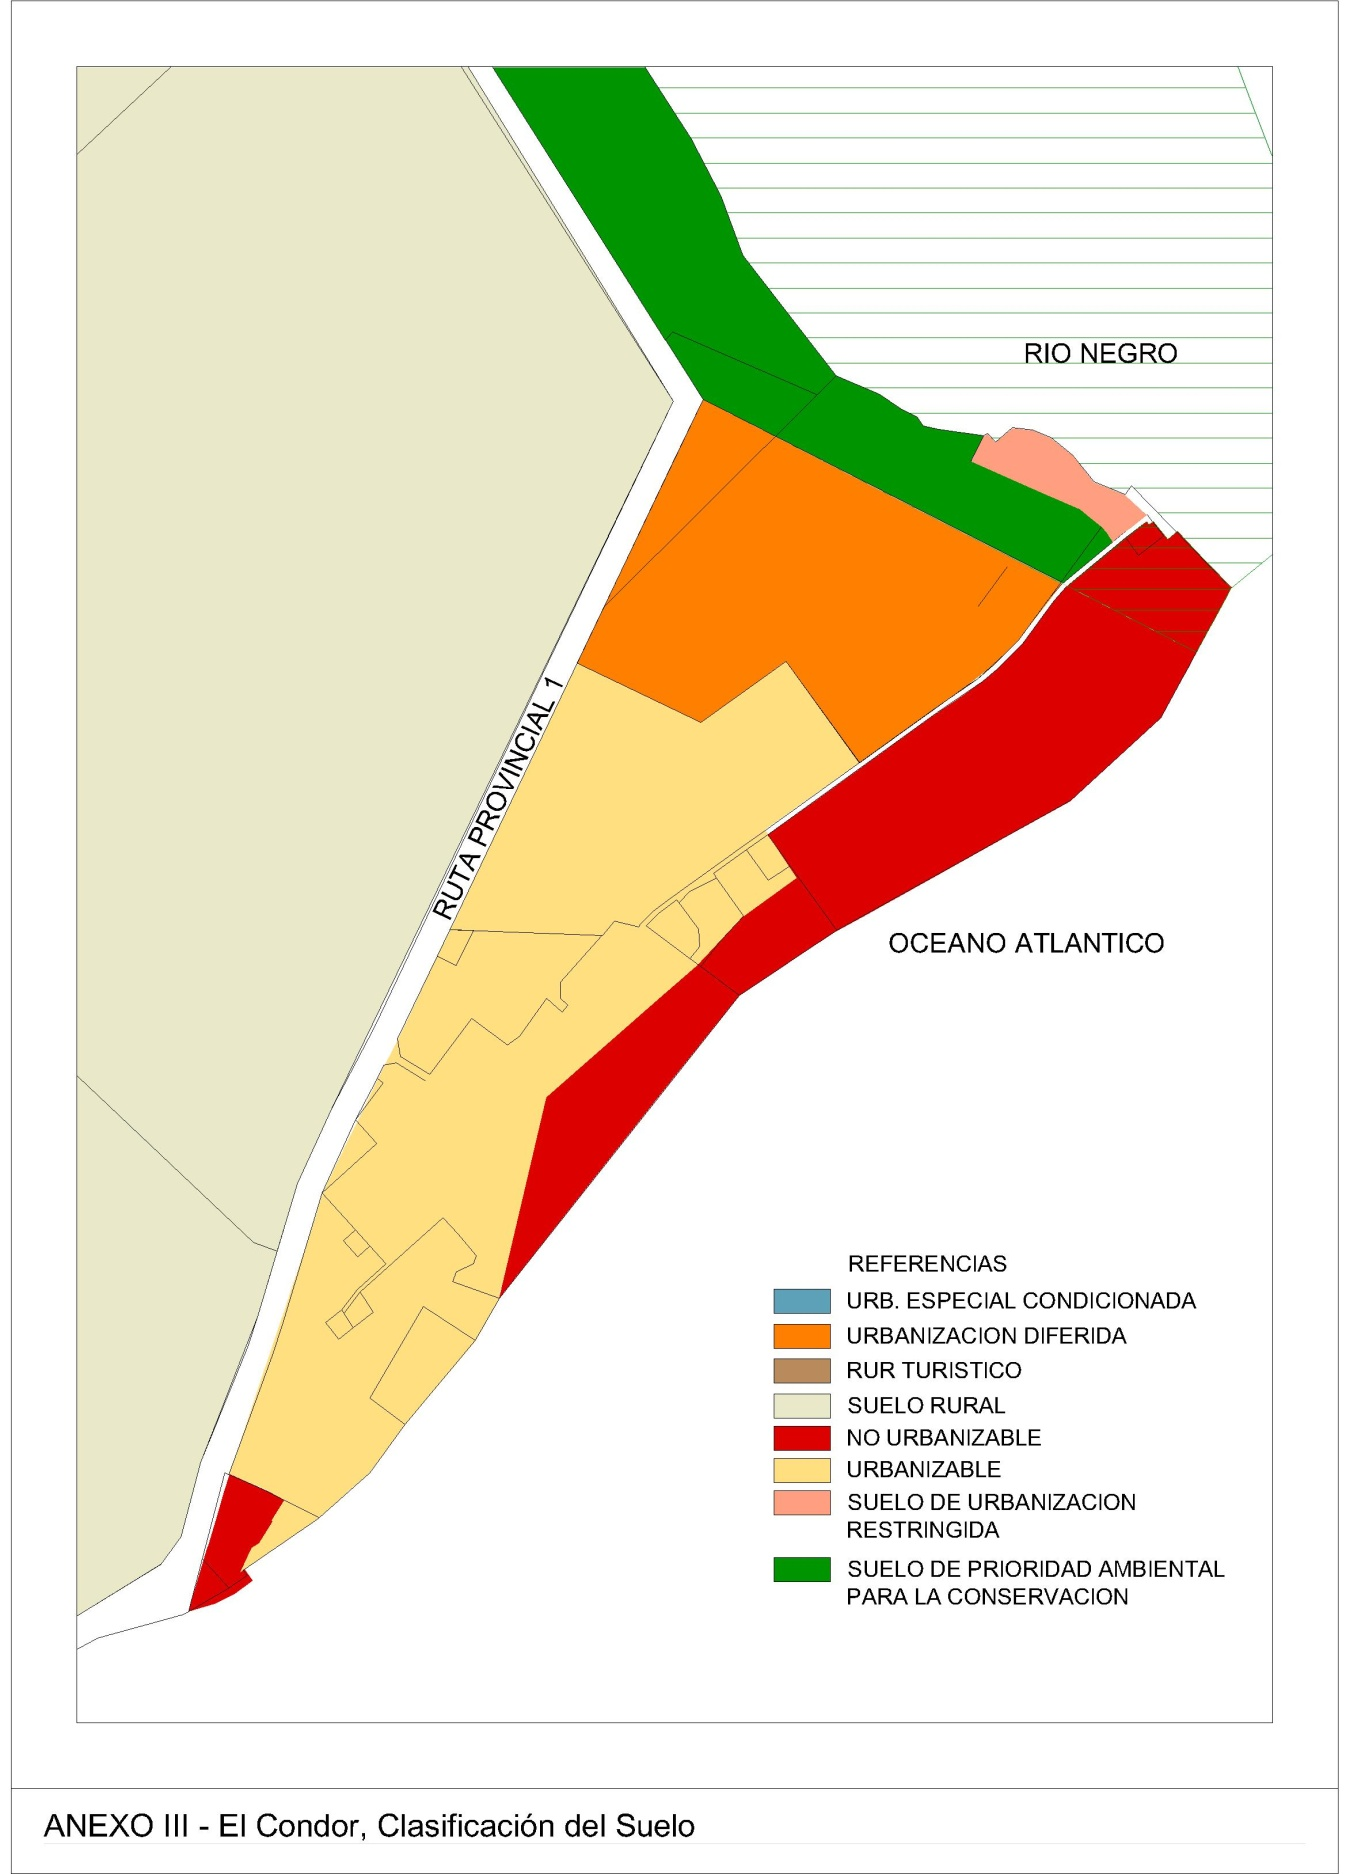 RIO NEGRO
RUTA PROVINCIAL 1
OCEANO ATLANTICO
REFERENCIAS
URB. ESPECIAL CONDICIONADA
URBANIZACION DIFERIDA
RUR TURISTICO
SUELO RURAL
NO URBANIZABLE
URBANIZABLE
SUELO DE URBANIZACION
RESTRINGIDA
SUELO DE PRIORIDAD AMBIENTAL
PARA LA CONSERVACION
ANEXO III - El Condor, Clasificación del Suelo